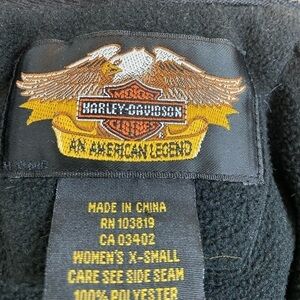 MOTOR
HARLEY-DAVIDSON
AN AMERICAN LEGEND
MADE IN CHINA
RN 103819
CA 03402
WOMEN'S X-SMALL
CARE SEE SIDE SEAM
100% POLYESTER